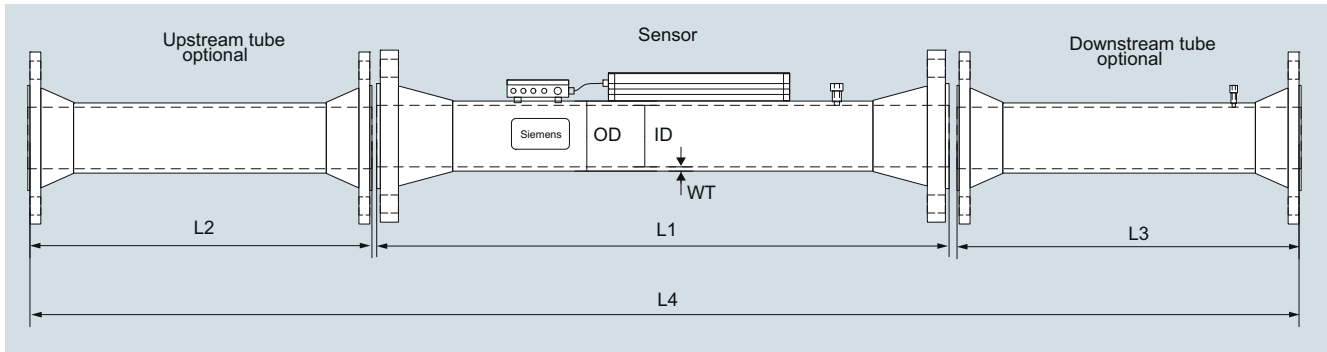 Upstream tube
optional
Sensor
Downstream tube
optional
Siemens
OD
ID
WT
L2
L1
L3
L4